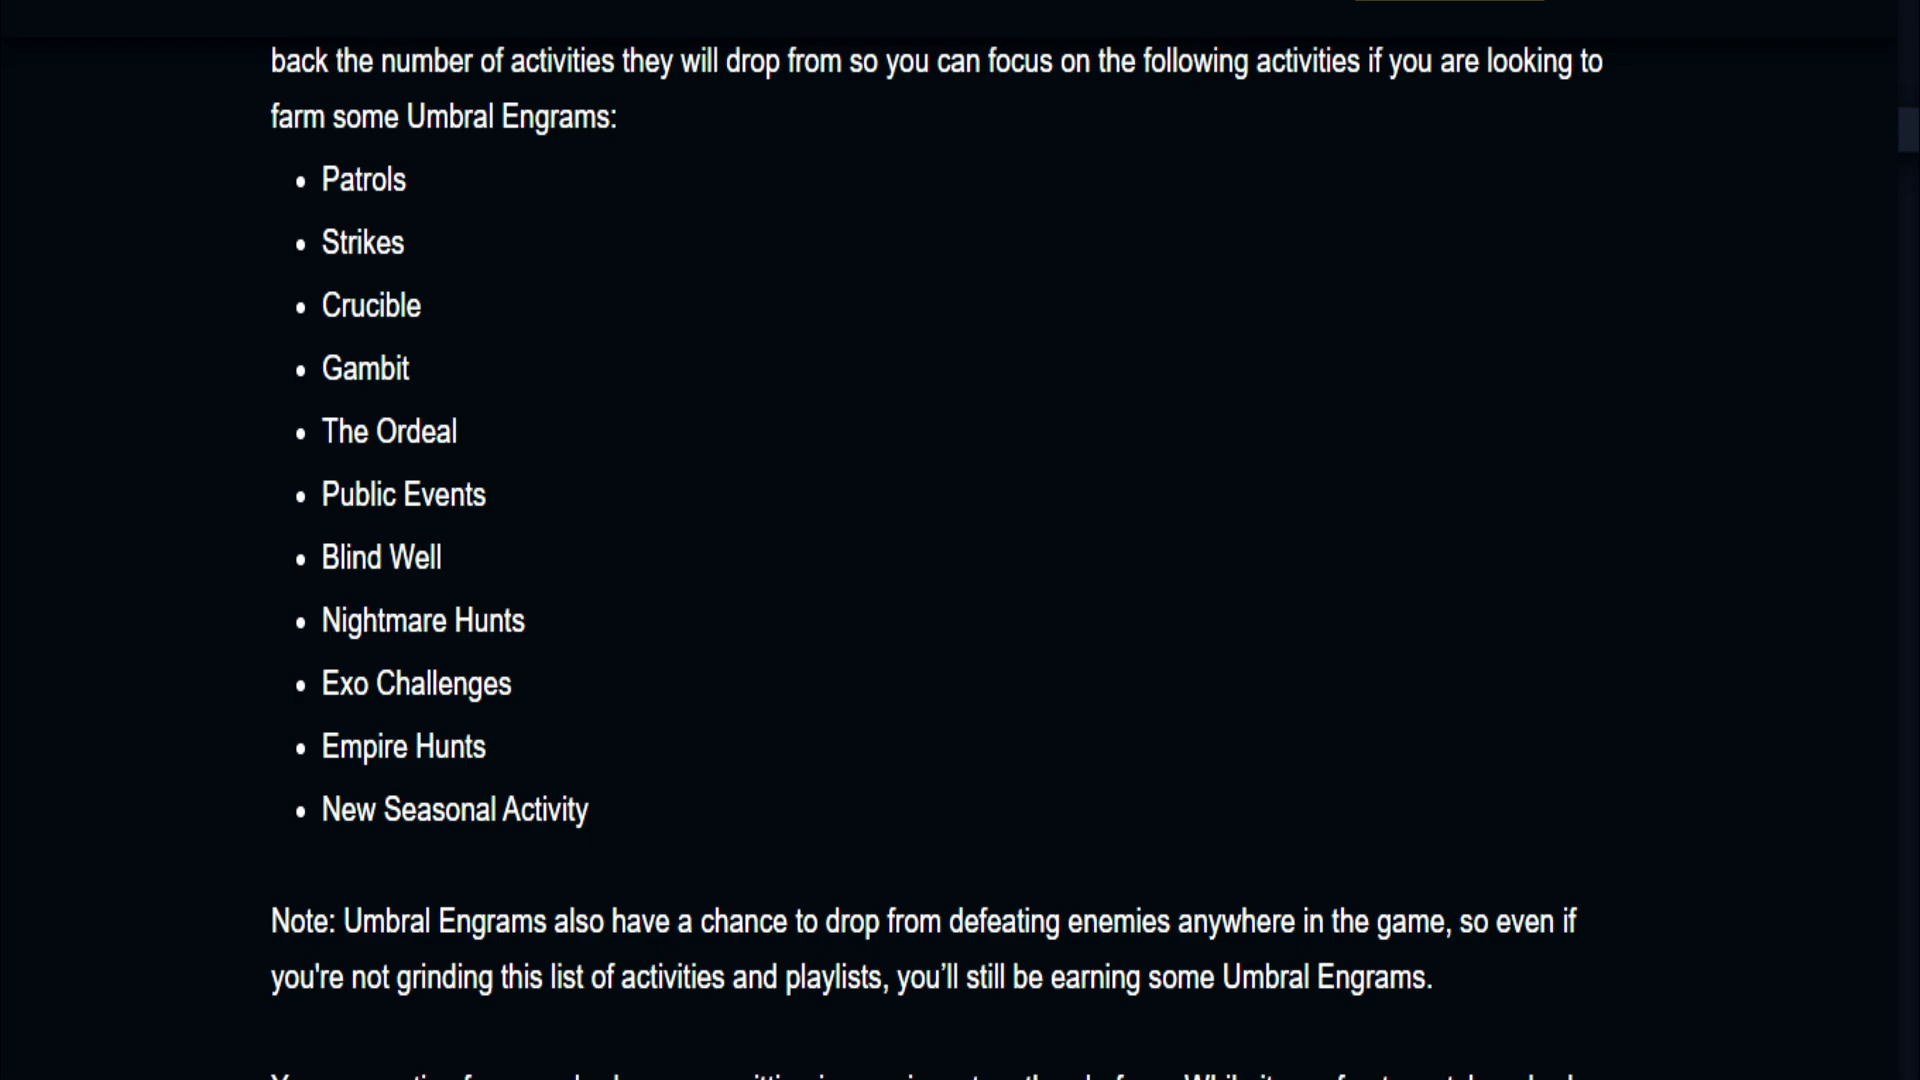 back the number of activities they will drop from so you can focus on the following activities if you are looking to
farm some Umbral Engrams:
• Patrols
• Strikes
• Crucible
• Gambit
• The Ordeal
• Public Events
• Blind Well
• Nightmare Hunts
• Exo Challenges
• Empire Hunts
• New Seasonal Activity
Note: Umbral Engrams also have a chance to drop from defeating enemies anywhere in the game, so even if
you're not grinding this list of activities and playlists, you’ll still be earning some Umbral Engrams.